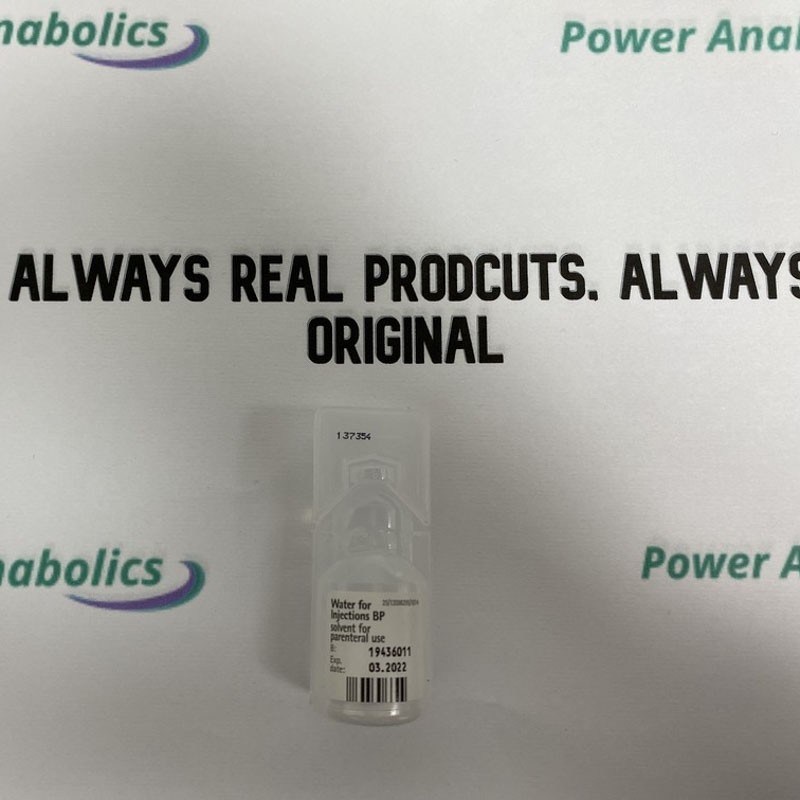 nabolics
Power Anab
ALWAYS REAL PRODCUTS. ALWAYS
ORIGINAL
137354
nabolics
Power A
Water for
Injections BP
solvent for
parenteral use
B: 19436011
Exp.
date: 03.2022